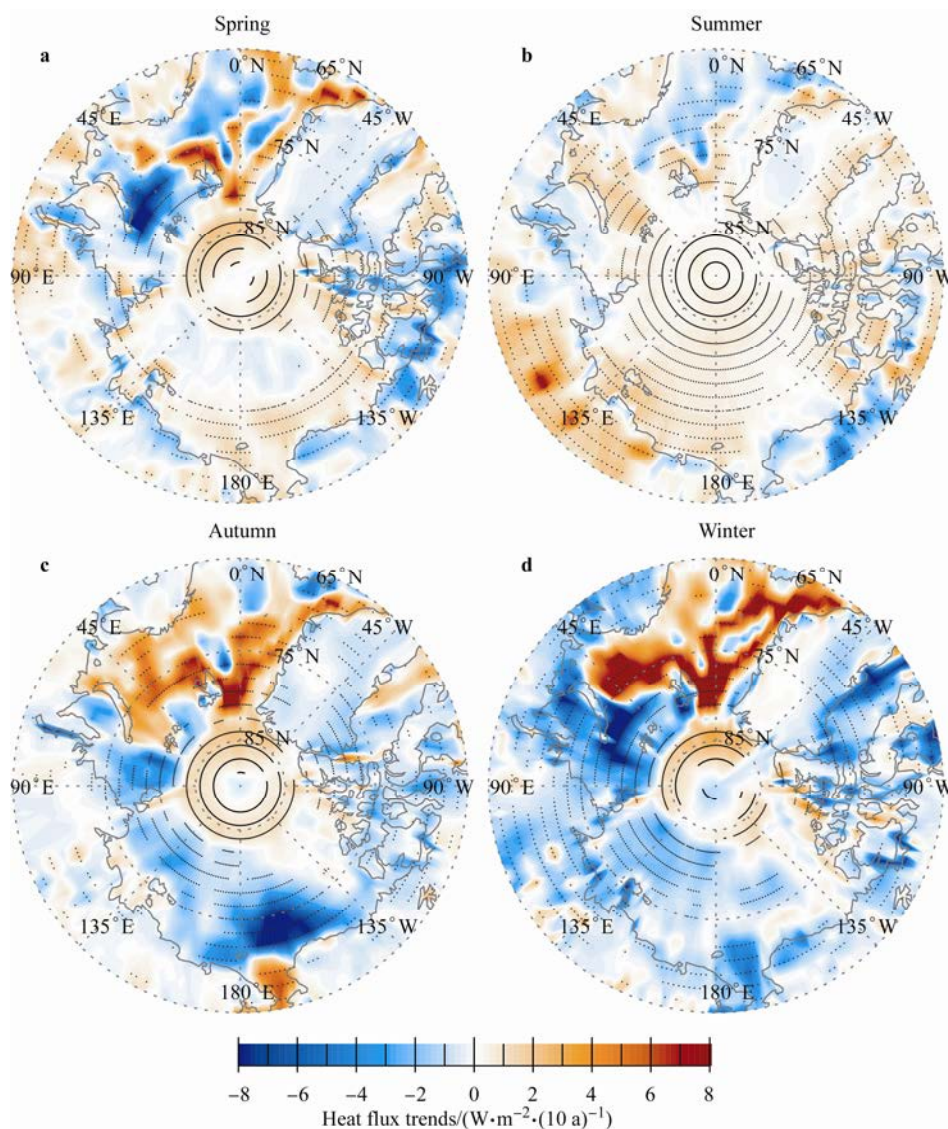 Spring
Summer
a
b
0°N
65°N
45°E
45°W
75°N
85°N
90°E
90°W
135°E
135°W
180°E
0°N
65°N
45°E
45°W
75°N
85°N
90°E
90°W
135°E
135°W
180°E
Autumn
Winter
c
d
0°N
65°N
45°E
45°W
75°N
85°N
90°E
90°W
135°E
135°W
180°E
0°N
65°N
45°E
45°W
75°N
85°N
90°E
90°W
135°E
135°W
180°E
−8 −6 −4 −2 0 2 4 6 8
Heat flux trends/(W·m⁻²·(10 a)⁻¹)